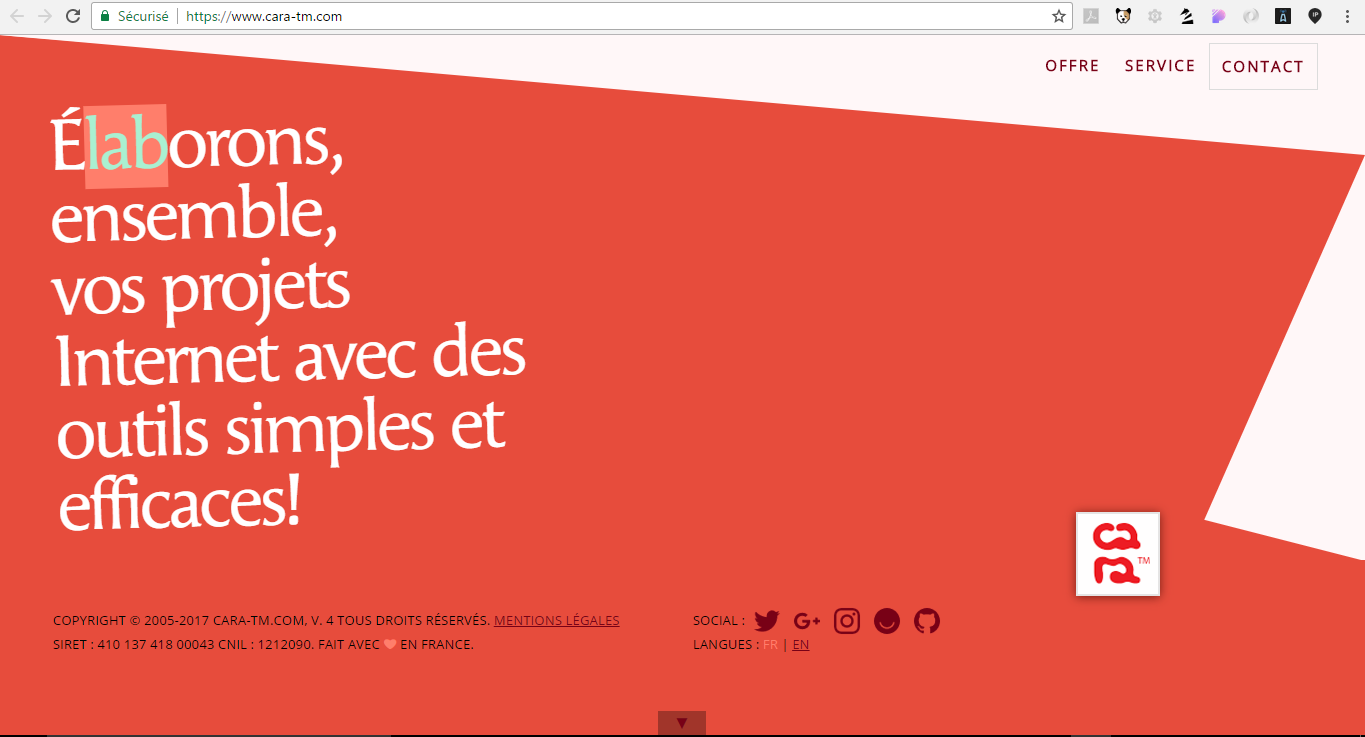 Sécurisé https://www.cara-tm.com
OFFRE SERVICE CONTACT
Élaborons,
ensemble,
vos projets
Internet avec des
outils simples et
efficaces!
cara TM
COPYRIGHT © 2005-2017 CARA-TM.COM, V. 4 TOUS DROITS RÉSERVÉS. MENTIONS LÉGALES
SIRET : 410 137 418 00043 CNIL : 1212090. FAIT AVEC ❤ EN FRANCE.
SOCIAL :
LANGUES : FR | EN